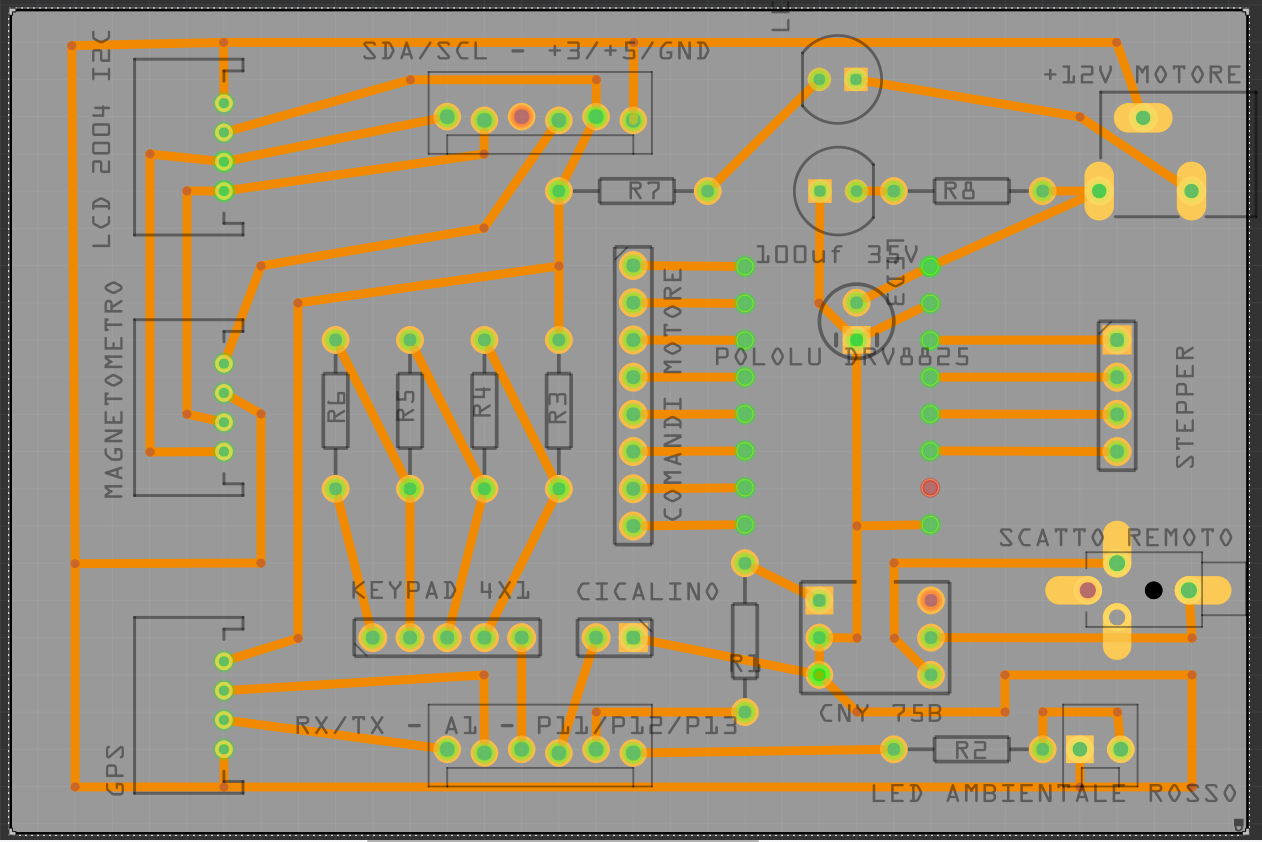 LE
SDA/SCL - +3/+5/GND
+12V MOTORE
LCD 2004 I2C
R7
R8
100uf 35V
MAGNETOMETRO
COMANDI MOTORE
POLOLU DRV8825
STEPPER
R6
R5
R4
R3
SCATTO REMOTO
KEYPAD 4X1
CICALINO
R1
CNY 75B
RX/TX - A1 - P11/P12/P13
R2
GPS
LED AMBIENTALE ROSSO